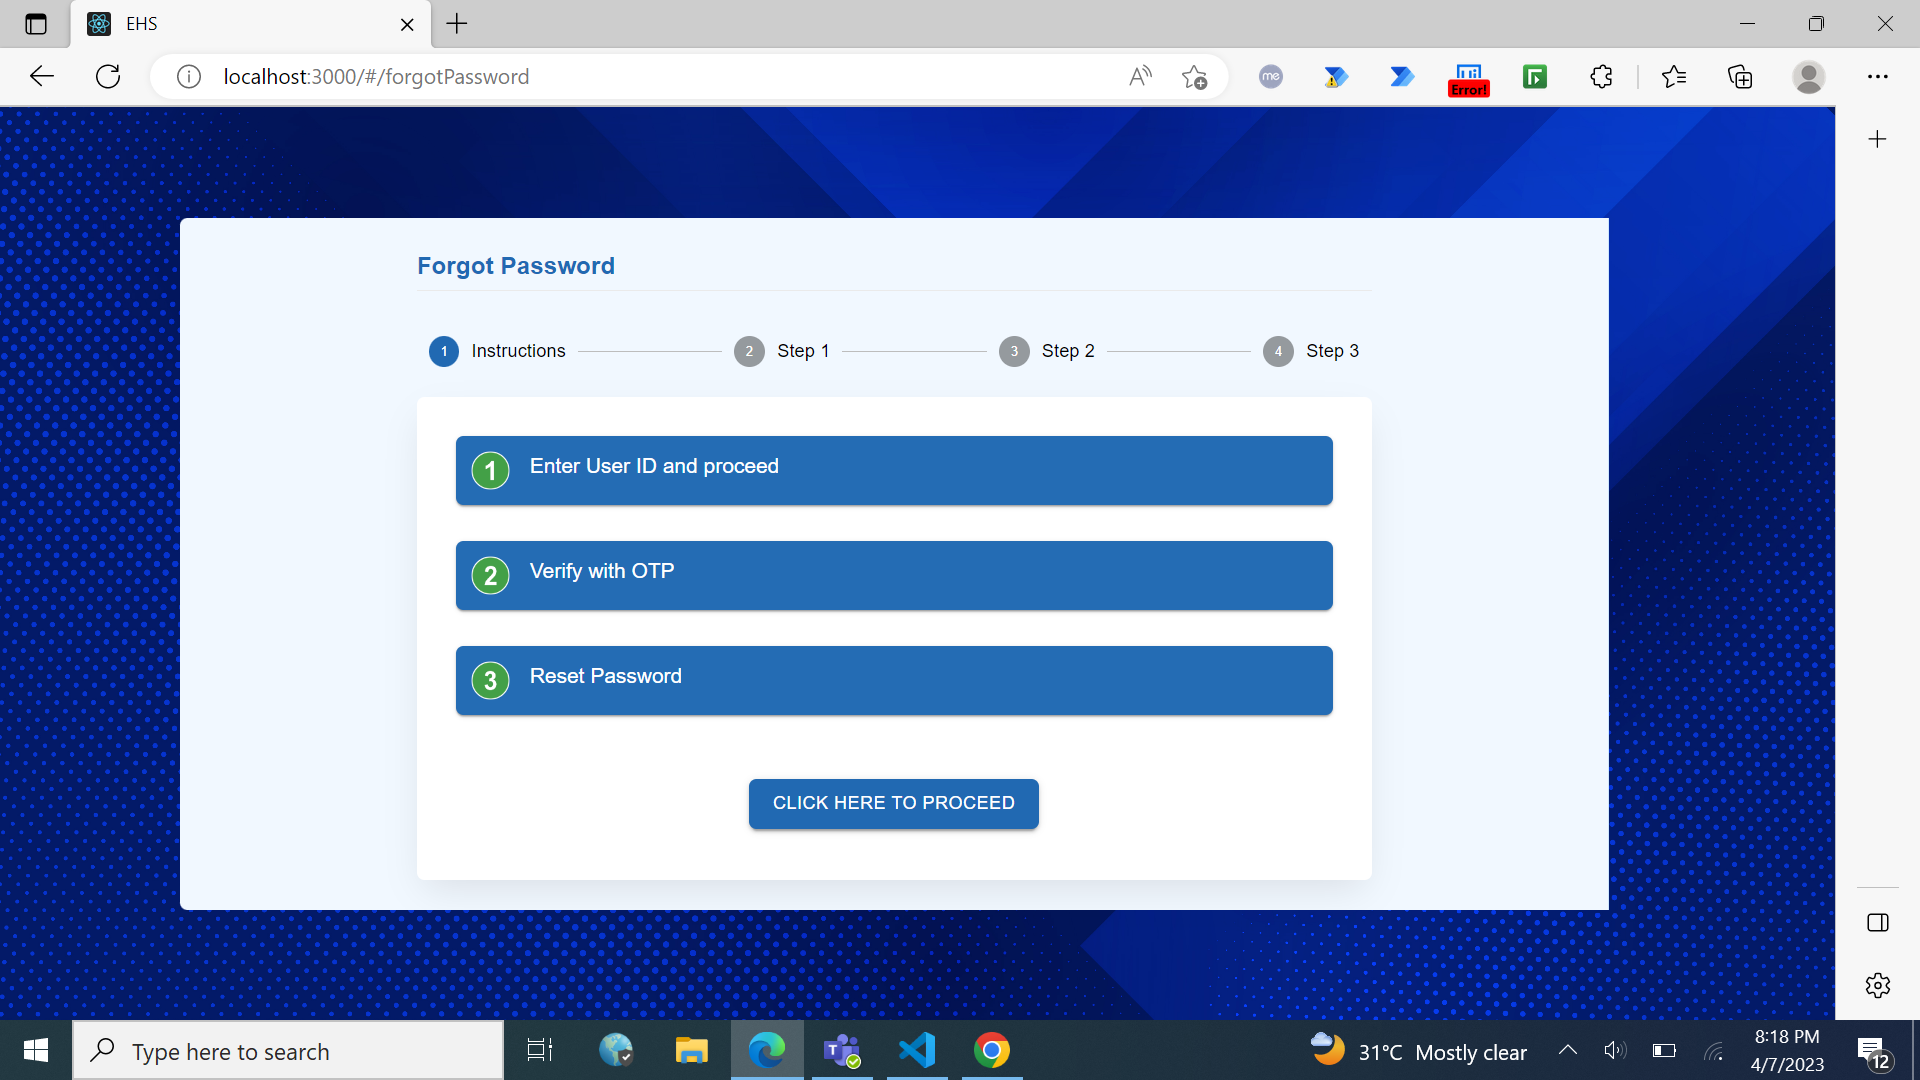 EHS
localhost:3000/#/forgotPassword
me
Error!
Forgot Password
1 Instructions 2 Step 1 3 Step 2 4 Step 3
1 Enter User ID and proceed
2 Verify with OTP
3 Reset Password
CLICK HERE TO PROCEED
Type here to search
31°C Mostly clear
8:18 PM
4/7/2023
12